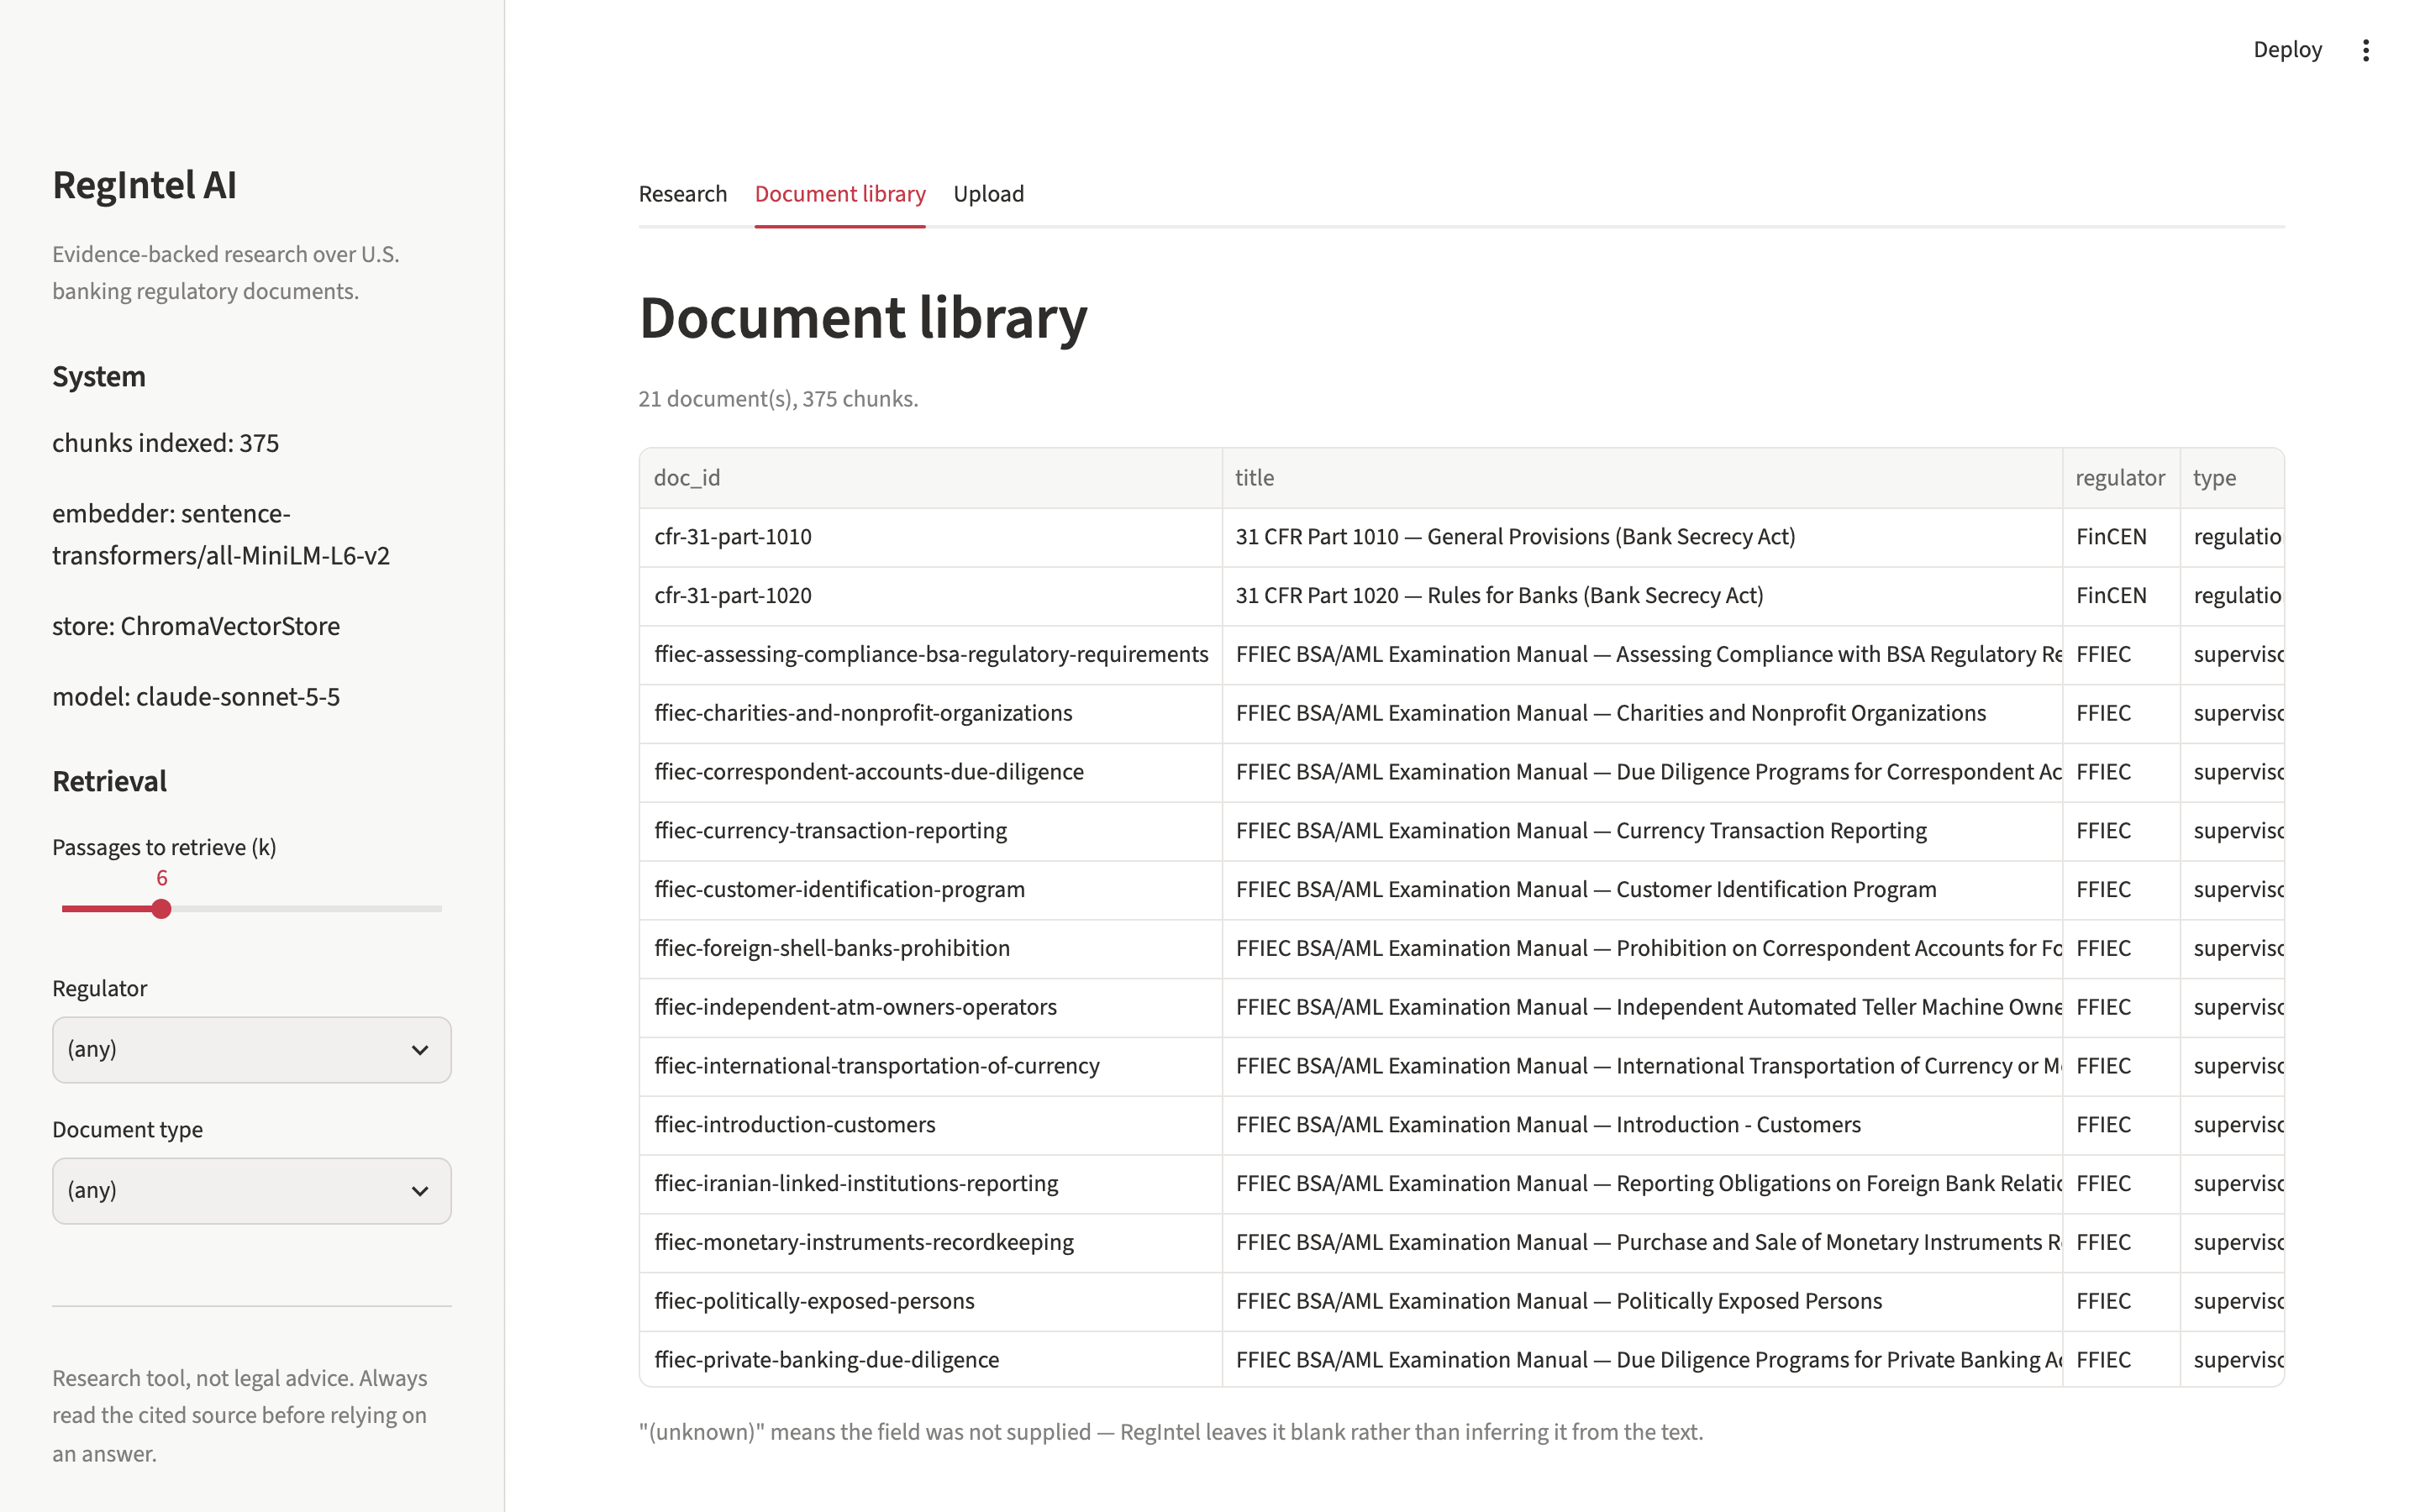 Deploy
RegIntel AI
Evidence-backed research over U.S.
banking regulatory documents.
System
chunks indexed: 375
embedder: sentence-
transformers/all-MiniLM-L6-v2
store: ChromaVectorStore
model: claude-sonnet-5-5
Retrieval
Passages to retrieve (k)
6
Regulator
(any)
Document type
(any)
Research tool, not legal advice. Always
read the cited source before relying on
an answer.
Research Document library Upload
Document library
21 document(s), 375 chunks.
doc_id title regulator type
cfr-31-part-1010 31 CFR Part 1010 — General Provisions (Bank Secrecy Act) FinCEN regulatio
cfr-31-part-1020 31 CFR Part 1020 — Rules for Banks (Bank Secrecy Act) FinCEN regulatio
ffiec-assessing-compliance-bsa-regulatory-requirements FFIEC BSA/AML Examination Manual — Assessing Compliance with BSA Regulatory Re FFIEC supervisc
ffiec-charities-and-nonprofit-organizations FFIEC BSA/AML Examination Manual — Charities and Nonprofit Organizations FFIEC supervisc
ffiec-correspondent-accounts-due-diligence FFIEC BSA/AML Examination Manual — Due Diligence Programs for Correspondent Ac FFIEC supervisc
ffiec-currency-transaction-reporting FFIEC BSA/AML Examination Manual — Currency Transaction Reporting FFIEC supervisc
ffiec-customer-identification-program FFIEC BSA/AML Examination Manual — Customer Identification Program FFIEC supervisc
ffiec-foreign-shell-banks-prohibition FFIEC BSA/AML Examination Manual — Prohibition on Correspondent Accounts for Fo FFIEC supervisc
ffiec-independent-atm-owners-operators FFIEC BSA/AML Examination Manual — Independent Automated Teller Machine Owne FFIEC supervisc
ffiec-international-transportation-of-currency FFIEC BSA/AML Examination Manual — International Transportation of Currency or M FFIEC supervisc
ffiec-introduction-customers FFIEC BSA/AML Examination Manual — Introduction - Customers FFIEC supervisc
ffiec-iranian-linked-institutions-reporting FFIEC BSA/AML Examination Manual — Reporting Obligations on Foreign Bank Relatio FFIEC supervisc
ffiec-monetary-instruments-recordkeeping FFIEC BSA/AML Examination Manual — Purchase and Sale of Monetary Instruments R FFIEC supervisc
ffiec-politically-exposed-persons FFIEC BSA/AML Examination Manual — Politically Exposed Persons FFIEC supervisc
ffiec-private-banking-due-diligence FFIEC BSA/AML Examination Manual — Due Diligence Programs for Private Banking Ac FFIEC supervisc
"(unknown)" means the field was not supplied — RegIntel leaves it blank rather than inferring it from the text.